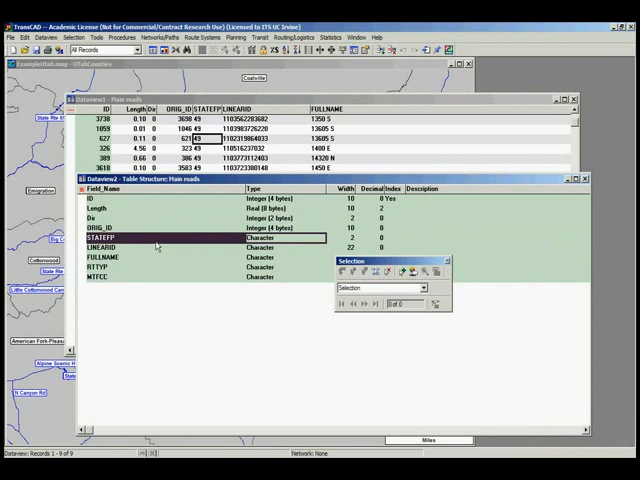 TransCAD -- Academic License (Not for Commercial/Contract Research Use) (Licensed to ITS UC Irvine)
File Edit Map Dataview Selection Tools Procedures Networks/Paths Route Systems Planning Transit Routing/Logistics Window Help
All Records
Coalville
Dataview1 - Main roads
ID Length Dir ORIG_ID STATEFP LINEARID FULLNAME
3738 0.10 0 3698 49 1103562283682 1350 S
1059 0.01 0 1046 49 1103983726220 13605 S
627 0.11 0 621 49 1102319864033 13605 S
326 4.56 0 323 49 110516237032 1400 E
389 0.66 0 386 49 1103773112403 14320 N
3618 0.10 0 3583 49 1103723380148 1450 E
Dataview2 - Table Structure: Main roads
Field_Name Type Width Decimal Index Description
ID Integer (4 bytes) 10 0 Yes
Length Real (8 bytes) 10 2
Dir Integer (2 bytes) 2 0
ORIG_ID Integer (4 bytes) 10 0
STATEFP Character 2 0
LINEARID Character 22 0
FULLNAME Character
RTTYP Character
MTFCC Character
Selection
Selection
0 of 0
Emigration
Cottonwood
Little Cottonwood Cany
American Fork-Pleasa
Alpine Scenic H
N Canyon Rd
Miles
Dataview: Records 1 - 9 of 9
Network: None